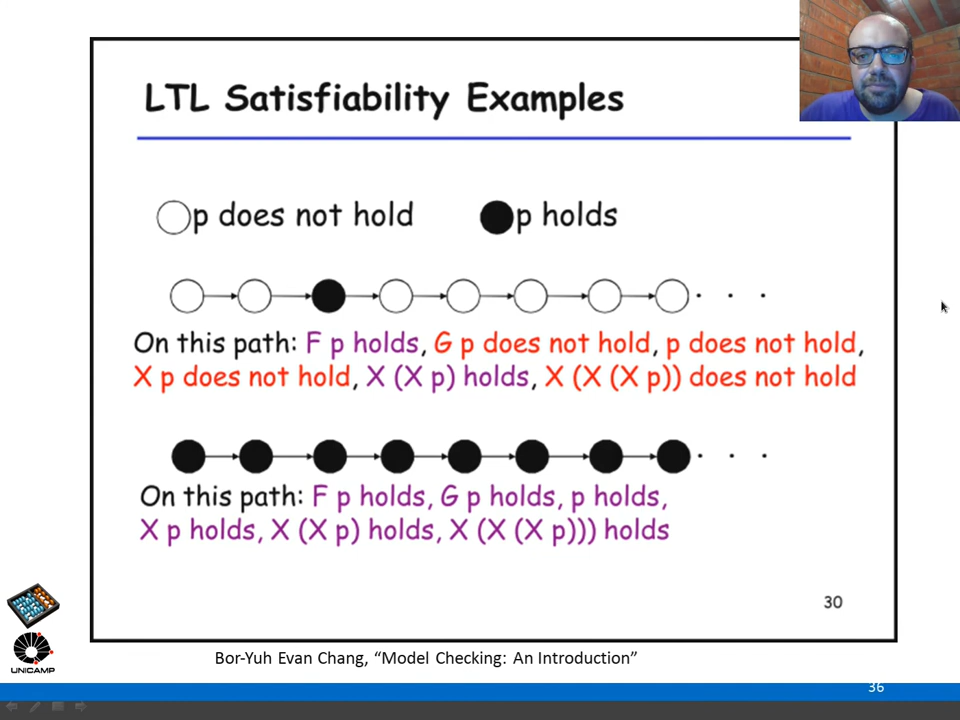 LTL Satisfiability Examples
p does not hold
p holds
. . .
On this path: F p holds, G p does not hold, p does not hold,
X p does not hold, X (X p) holds, X (X (X p)) does not hold
. . .
On this path: F p holds, G p holds, p holds,
X p holds, X (X p) holds, X (X (X p))) holds
30
UNICAMP
Bor-Yuh Evan Chang, “Model Checking: An Introduction”
36